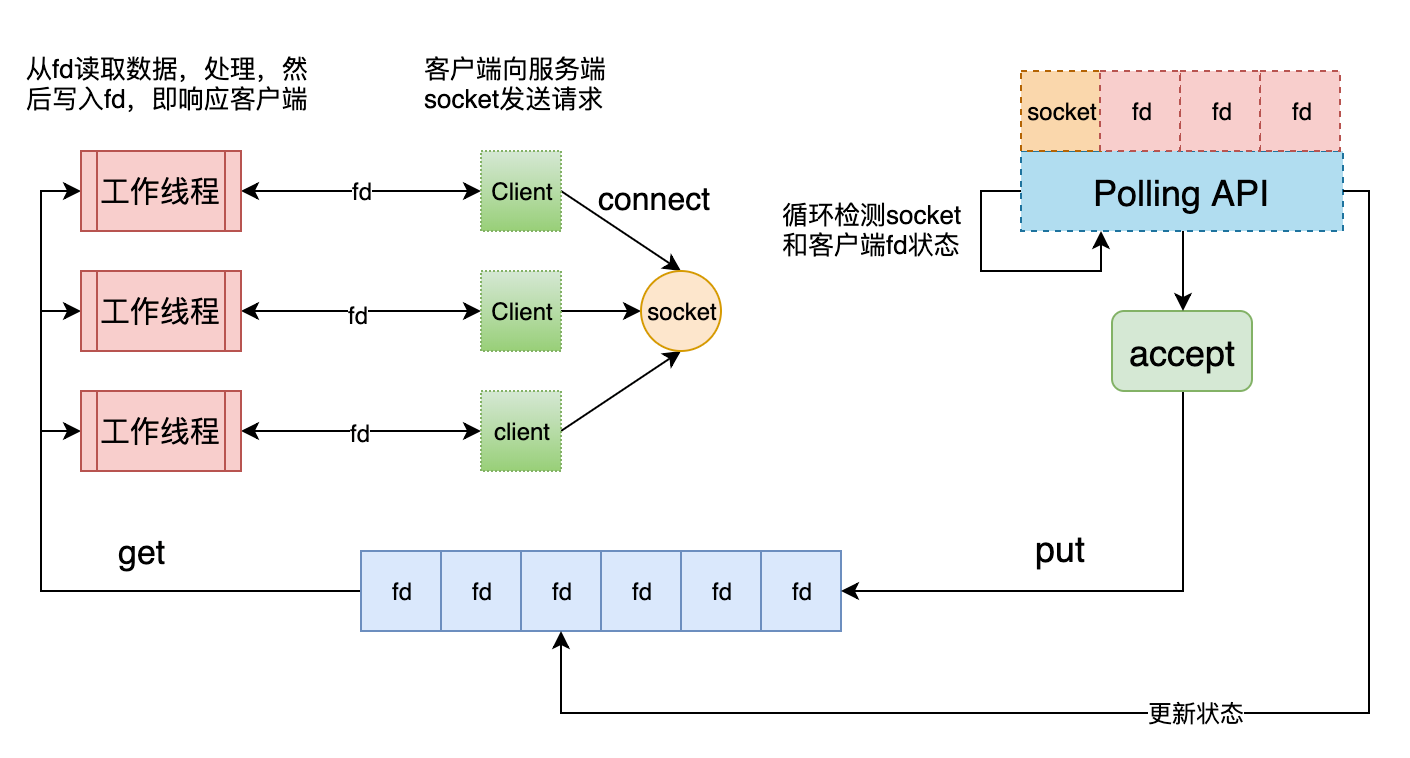 从fd读取数据，处理，然
后写入fd，即响应客户端
客户端向服务端
socket发送请求
socket
fd
fd
fd
Polling API
循环检测socket
和客户端fd状态
工作线程
fd
Client
connect
工作线程
fd
Client
socket
accept
工作线程
fd
client
get
put
fd
fd
fd
fd
fd
fd
更新状态